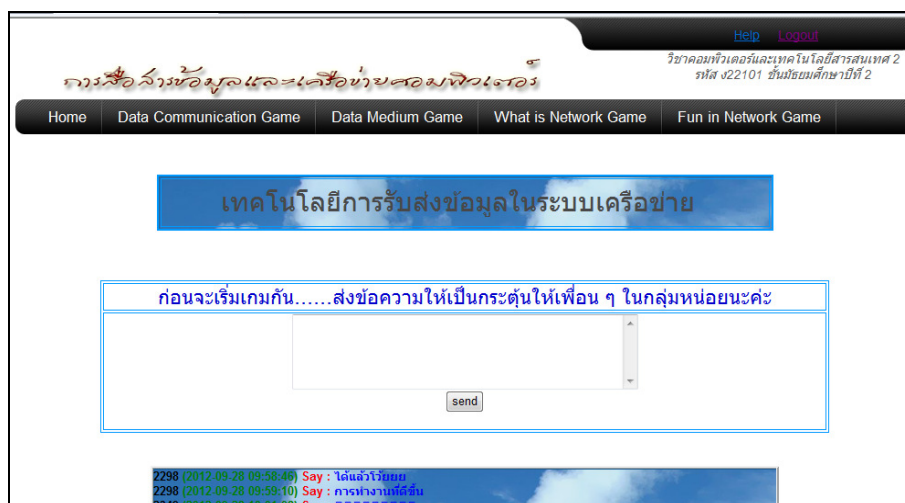 Help Logout
วิชาคอมพิวเตอร์และเทคโนโลยีสารสนเทศ 2
รหัส ง22101 ชั้นมัธยมศึกษาปีที่ 2
การสื่อสารข้อมูลและเครือข่ายคอมพิวเตอร์
Home Data Communication Game Data Medium Game What is Network Game Fun in Network Game
เทคโนโลยีการรับส่งข้อมูลในระบบเครือข่าย
ก่อนจะเริ่มเกมกัน......ส่งข้อความให้เป็นกระตุ้นให้เพื่อน ๆ ในกลุ่มหน่อยนะค่ะ
send
2298 (2012-09-28 09:58:46) Say : ได้แล้วโว้ยยย
2298 (2012-09-28 09:59:10) Say : การทำงานที่ดีขึ้น